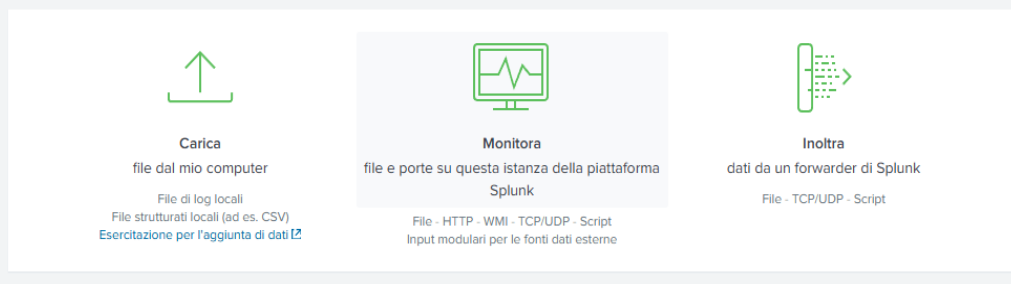 Carica
file dal mio computer
File di log locali
File strutturati locali (ad es. CSV)
Esercitazione per l'aggiunta di dati
Monitora
file e porte su questa istanza della piattaforma
Splunk
File - HTTP - WMI - TCP/UDP - Script
Input modulari per le fonti dati esterne
Inoltra
dati da un forwarder di Splunk
File - TCP/UDP - Script